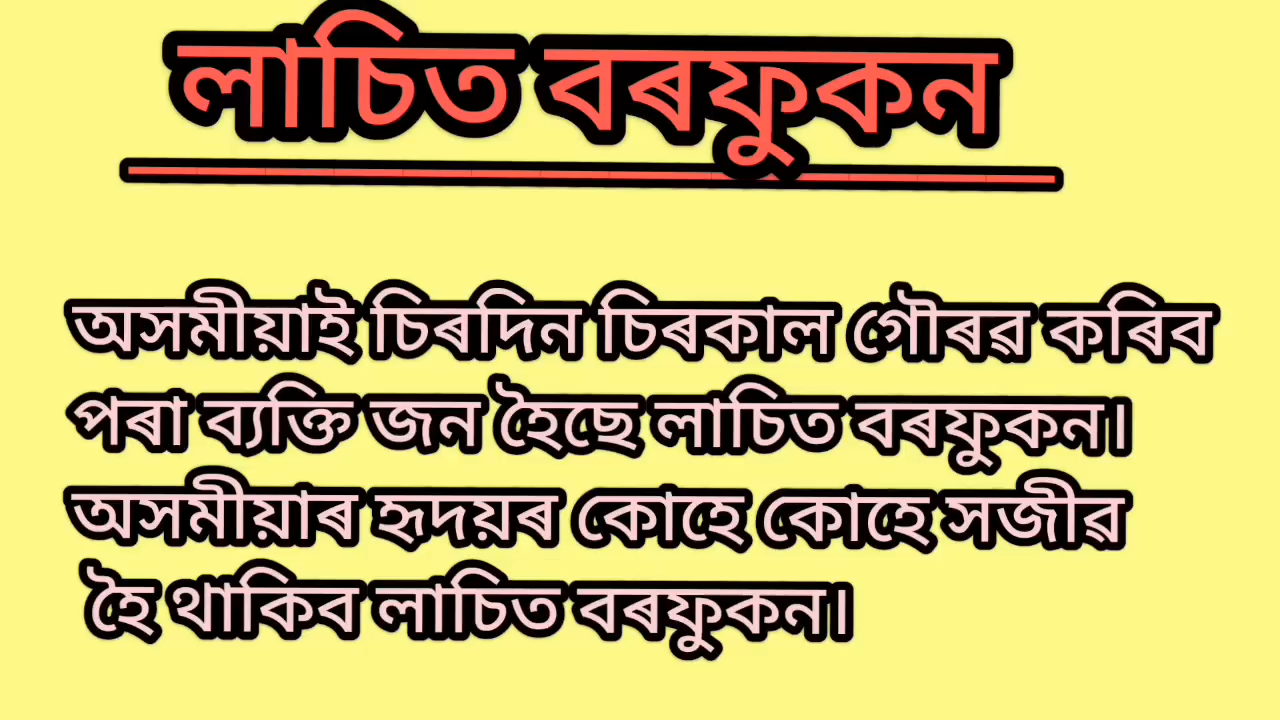 লাচিত বৰফুকন
অসমীয়াই চিৰদিন চিৰকাল গৌৰৱ কৰিব
পৰা ব্যক্তি জন হৈছে লাচিত বৰফুকন।
অসমীয়াৰ হৃদয়ৰ কোহে কোহে সজীৱ
হৈ থাকিব লাচিত বৰফুকন।